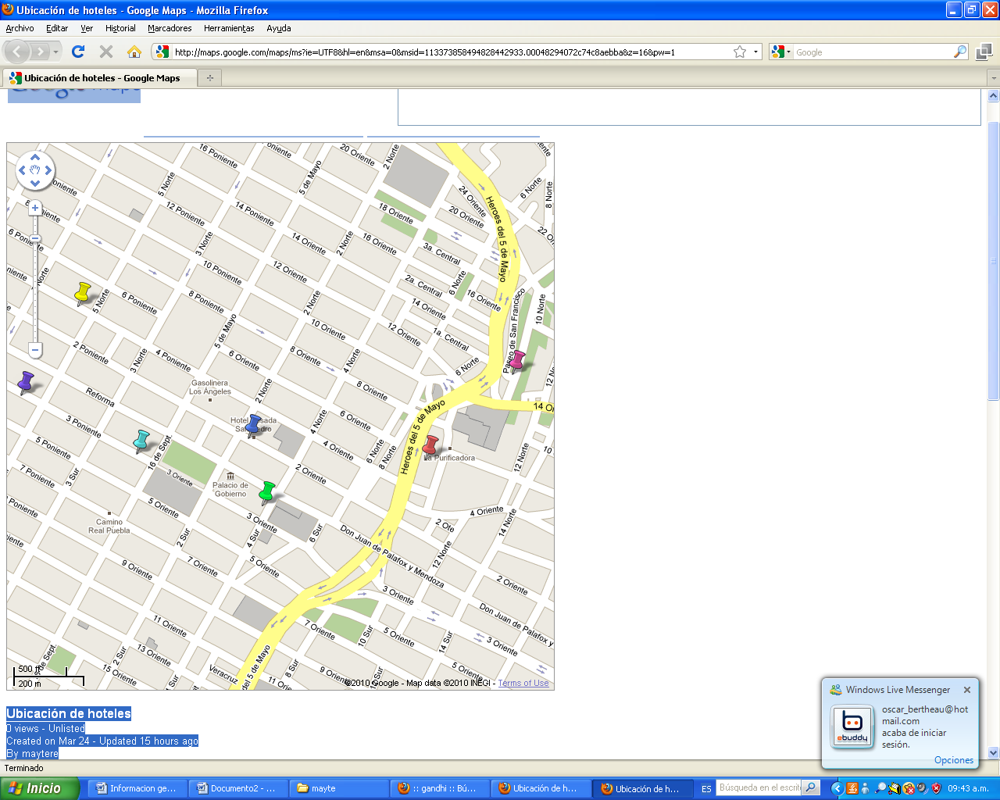 Ubicación de hoteles - Google Maps - Mozilla Firefox
Archivo Editar Ver Historial Marcadores Herramientas Ayuda
http://maps.google.com/maps/ms?ie=UTF8&hl=en&msa=0&msid=113373858494828442933.00048294072c74c8aebba&z=16&pw=1
Google
Ubicación de hoteles - Google Maps
Google maps
16 Poniente
20 Oriente
2 Norte
5 de Mayo
5 Norte
24 Oriente
6 Norte
8 Norte
Heroes del 5 de Mayo
12 Poniente
14 Poniente
18 Oriente
20 Oriente
22 Or
8 Poniente
6 Poniente
3 Norte
14 Oriente
2 Norte
16 Oriente
3a. Central
10 Poniente
12 Oriente
2a. Central
6 Norte
16 Oriente
Paseo de San Francisco
10 Norte
5 Norte
6 Poniente
8 Poniente
2 Norte
14 Oriente
10 Oriente
12 Oriente
1a. Central
5 de Mayo
2 Poniente
3 Norte
4 Poniente
6 Oriente
8 Oriente
4 Norte
6 Norte
12 N
Gasolinera
Los Ángeles
2 Norte
8 Oriente
Reforma
Heroes del 5 de Mayo
14 Or
3 Poniente
Hotel Posada
San Pedro
4 Norte
6 Oriente
6 Norte
8 Norte
La Purificadora
12 Norte
10
5 Poniente
16 de Sept.
7 Poniente
3 Sur
3 Oriente
Palacio de
Gobierno
2 Oriente
5 Oriente
Poniente
Camino
Real Puebla
3 Oriente
4 Oriente
2 Ote
14 Norte
2 Sur
4 Sur
6 Sur
Don Juan de Palafox y Mendoza
12 Norte
9 Oriente
7 Oriente
5 Oriente
2 Oriente
3 Oriente
Don Juan de Palafox y
11 Oriente
7 Oriente
10 Sur
5 Oriente
14 Sur
3 Oriente
13 Oriente
2 Sur
de Sept.
15 Oriente
Veracruz
del 5 de Mayo
8 Sur
9 Oriente
12 Sur
5 Oriente
500 ft
200 m
©2010 Google - Map data ©2010 INEGI - Terms of Use
Ubicación de hoteles
0 views - Unlisted
Created on Mar 24 - Updated 15 hours ago
By maytere
Windows Live Messenger
oscar_bertheau@hot
mail.com
acaba de iniciar
sesión.
ebuddy
Opciones
Terminado
Inicio
Informacion ge...
Documento2 - ...
mayte
:: gandhi :: Bú...
Ubicación de h...
Ubicación de h...
ES
Búsqueda en el escrito
09:43 a.m.